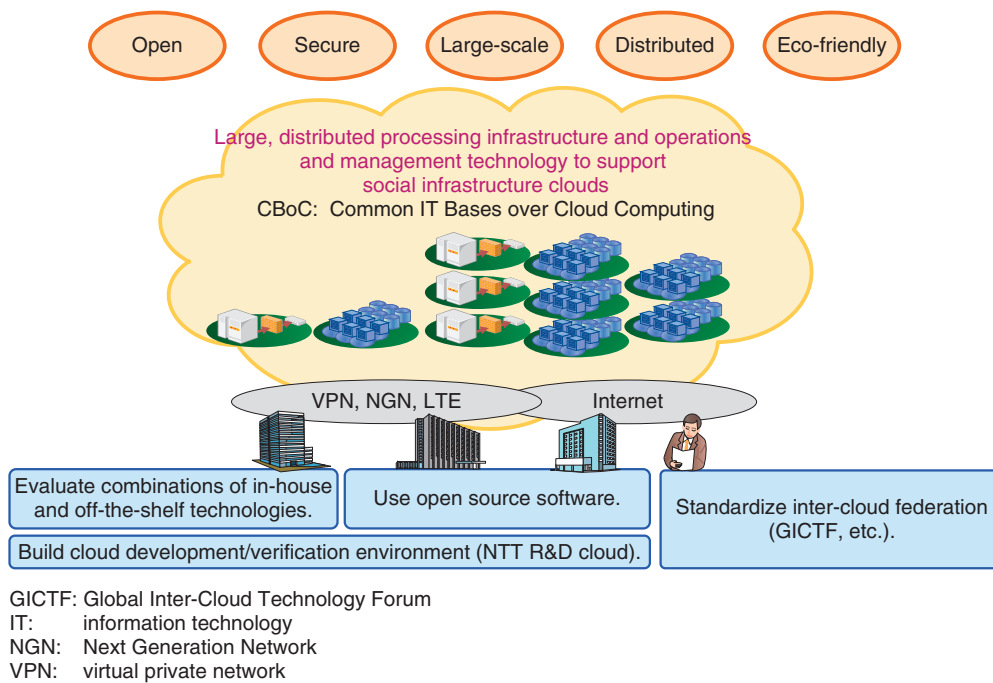 Open
Secure
Large-scale
Distributed
Eco-friendly
Large, distributed processing infrastructure and operations
and management technology to support
social infrastructure clouds
CBoC: Common IT Bases over Cloud Computing
VPN, NGN, LTE
Internet
Evaluate combinations of in-house
and off-the-shelf technologies.
Use open source software.
Standardize inter-cloud federation
(GICTF, etc.).
Build cloud development/verification environment (NTT R&D cloud).
GICTF: Global Inter-Cloud Technology Forum
IT: information technology
NGN: Next Generation Network
VPN: virtual private network